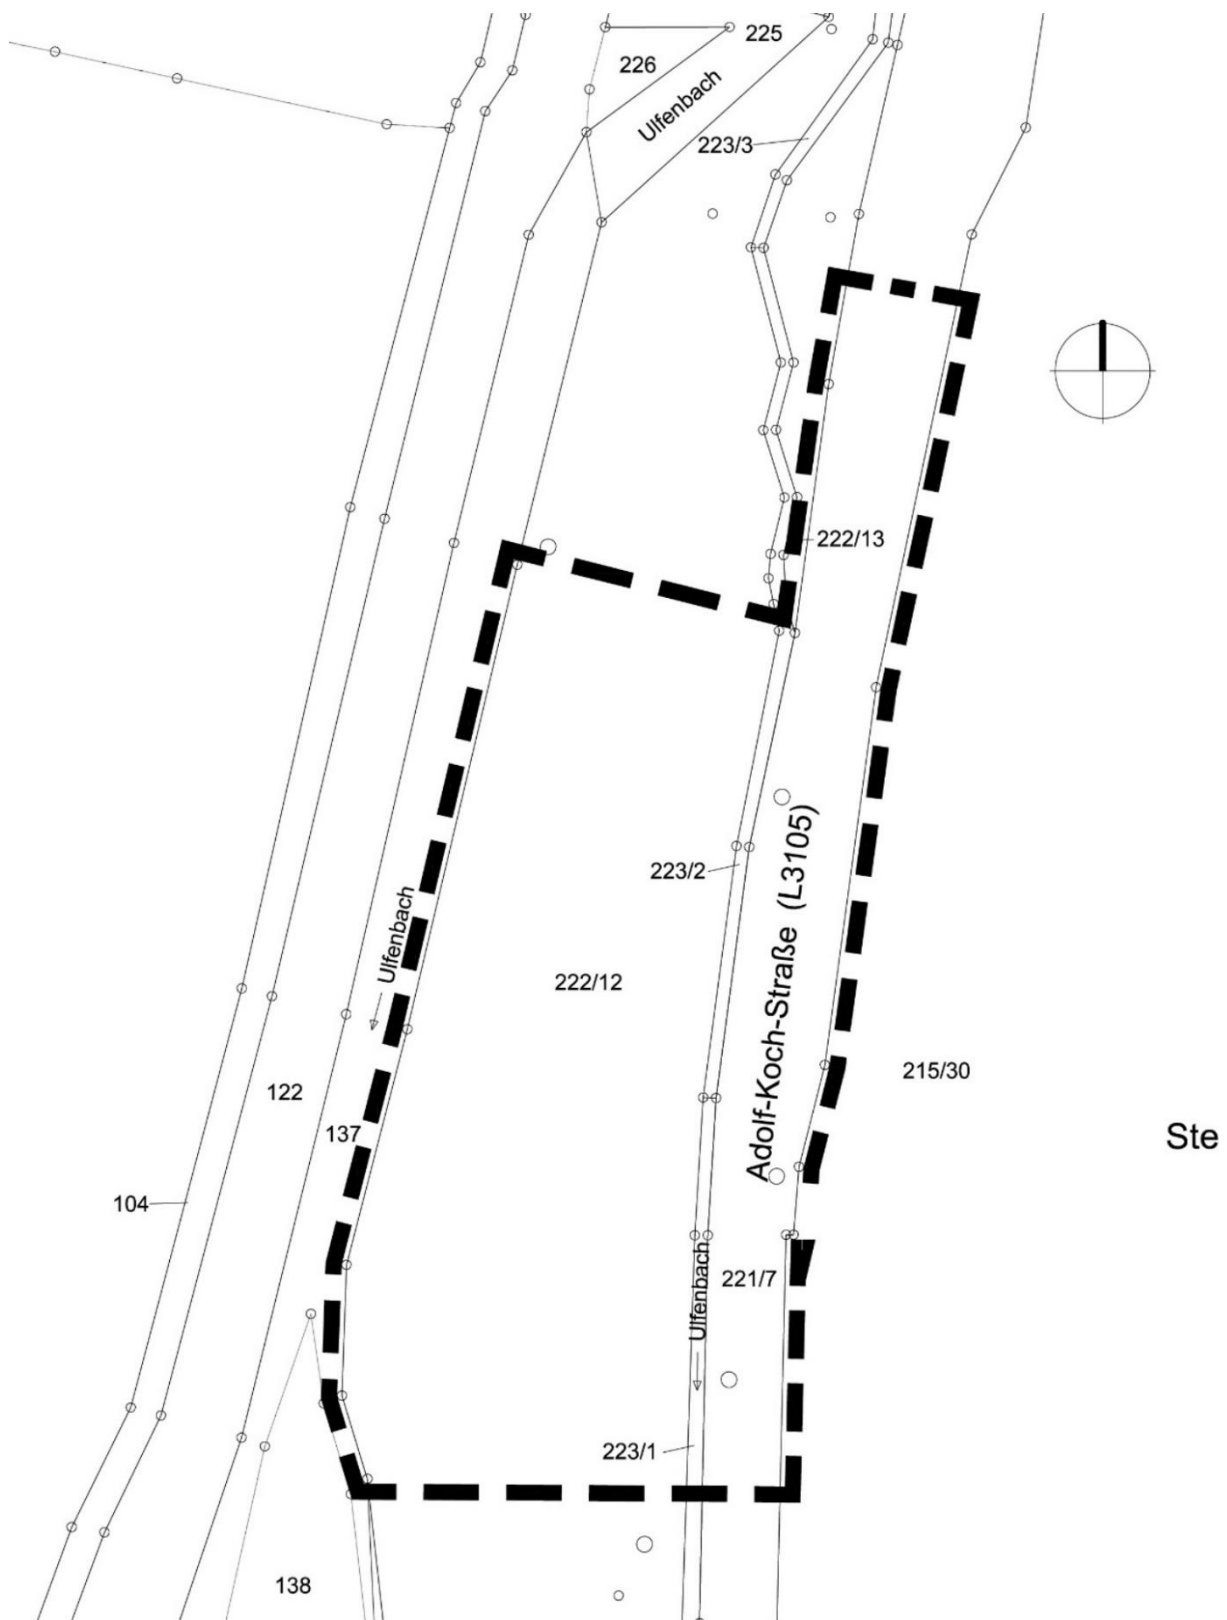 225
226
Ulfenbach
223/3
222/13
223/2
Adolf-Koch-Straße (L3105)
Ulfenbach
222/12
215/30
122
137
Ste
104
221/7
Ulfenbach
223/1
138